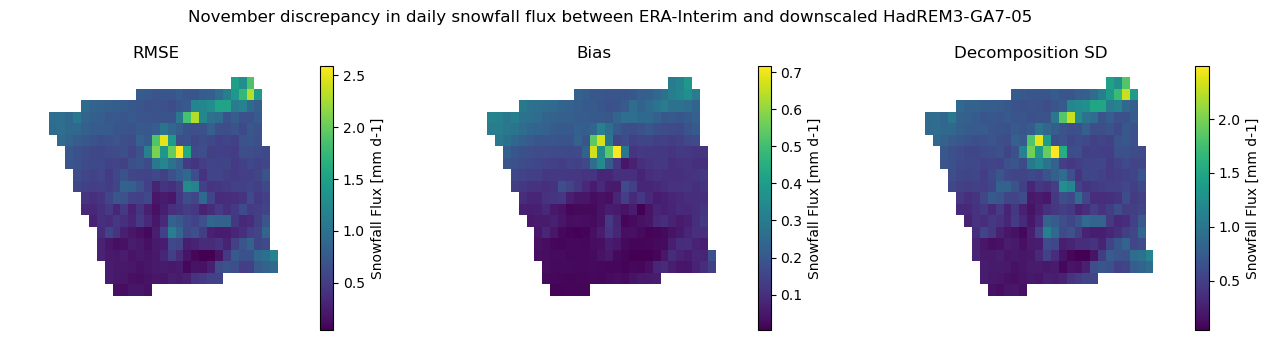 November discrepancy in daily snowfall flux between ERA-Interim and downscaled HadREM3-GA7-05
RMSE
2.5
2.0
1.5
1.0
0.5
Snowfall Flux [mm d-1]
Bias
0.7
0.6
0.5
0.4
0.3
0.2
0.1
Snowfall Flux [mm d-1]
Decomposition SD
2.0
1.5
1.0
0.5
Snowfall Flux [mm d-1]